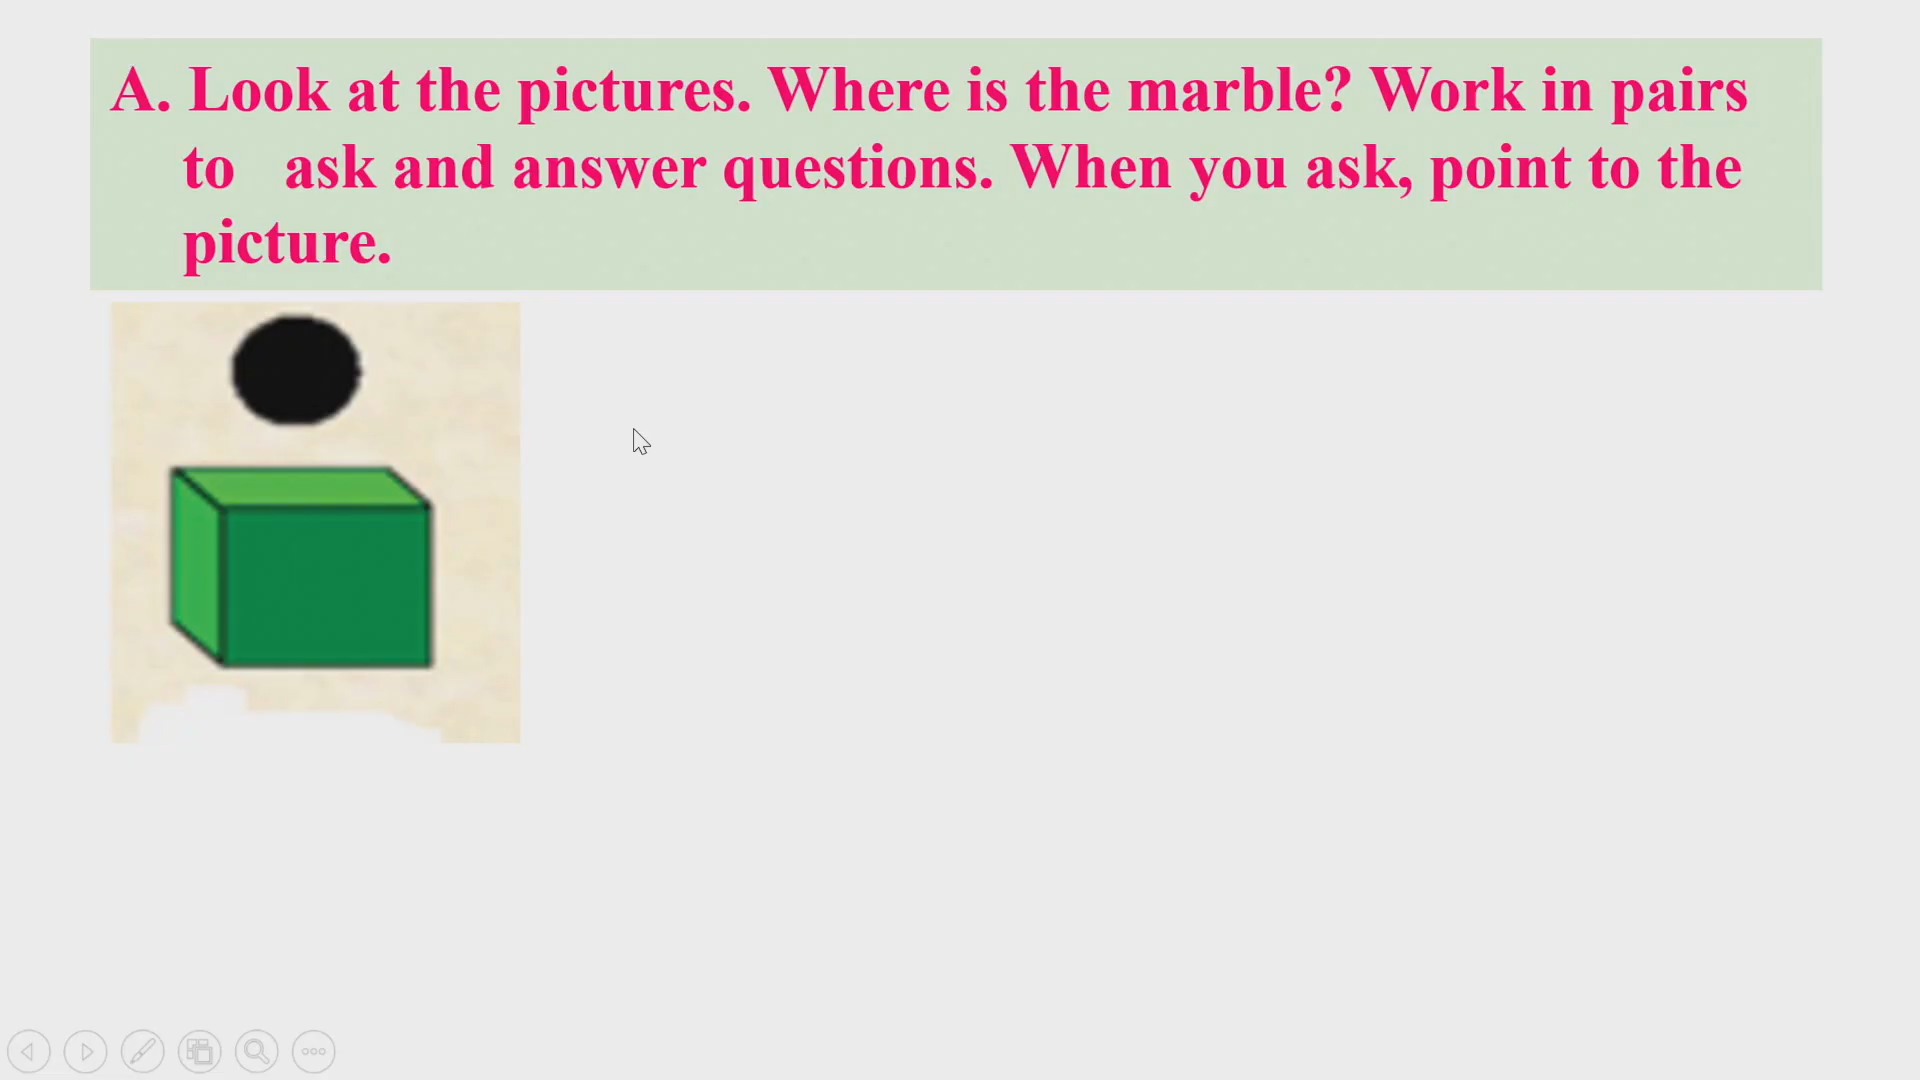 A. Look at the pictures. Where is the marble? Work in pairs
to ask and answer questions. When you ask, point to the
picture.